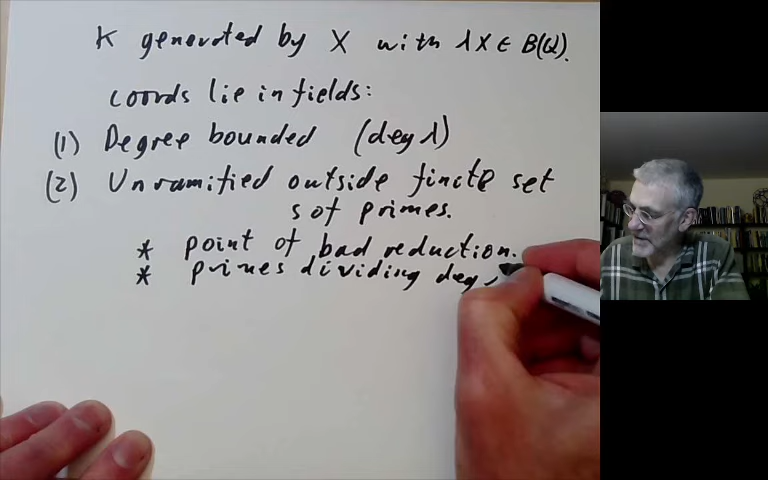 K generated by X with λX ∈ B(Q).
coords lie in fields:
(1) Degree bounded (deg λ)
(2) Unramified outside finite set
S of primes.
* point of bad reduction.
* primes dividing deg